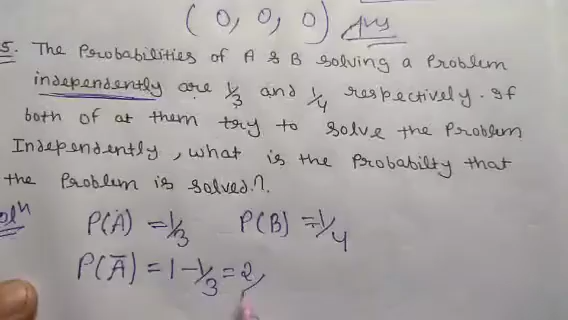 (0, 0, 0) Ans
5. The Probabilities of A & B solving a Problem
independently are 1/3 and 1/4 respectively. If
both of at them try to solve the Problem
Independently, what is the Probabilty that
the Problem is solved.?
Solⁿ
P(A) = 1/3 P(B) = 1/4
P(A̅) = 1 - 1/3 = 2/